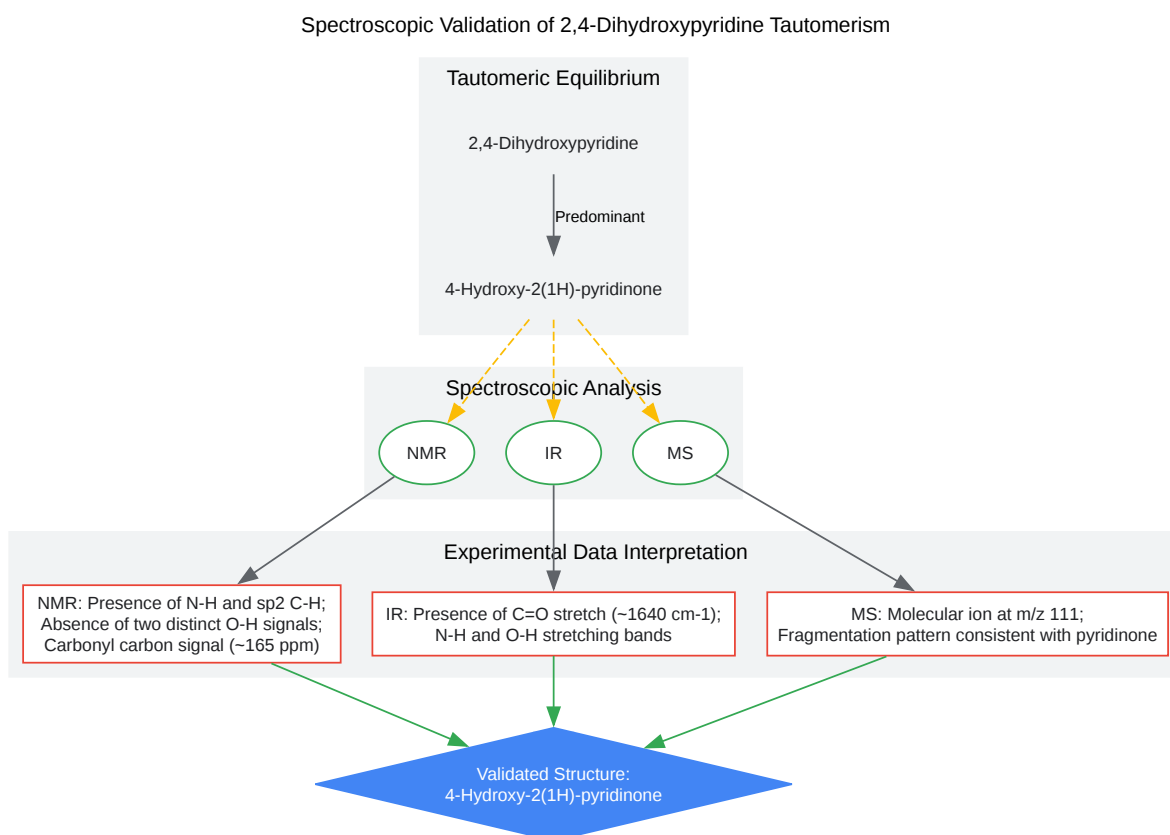 Spectroscopic Validation of 2,4-Dihydroxypyridine Tautomerism
Tautomeric Equilibrium
2,4-Dihydroxypyridine
Predominant
4-Hydroxy-2(1H)-pyridinone
Spectroscopic Analysis
NMR
IR
MS
Experimental Data Interpretation
NMR: Presence of N-H and sp2 C-H;
Absence of two distinct O-H signals;
Carbonyl carbon signal (~165 ppm)
IR: Presence of C=O stretch (~1640 cm-1);
N-H and O-H stretching bands
MS: Molecular ion at m/z 111;
Fragmentation pattern consistent with pyridinone
Validated Structure:
4-Hydroxy-2(1H)-pyridinone